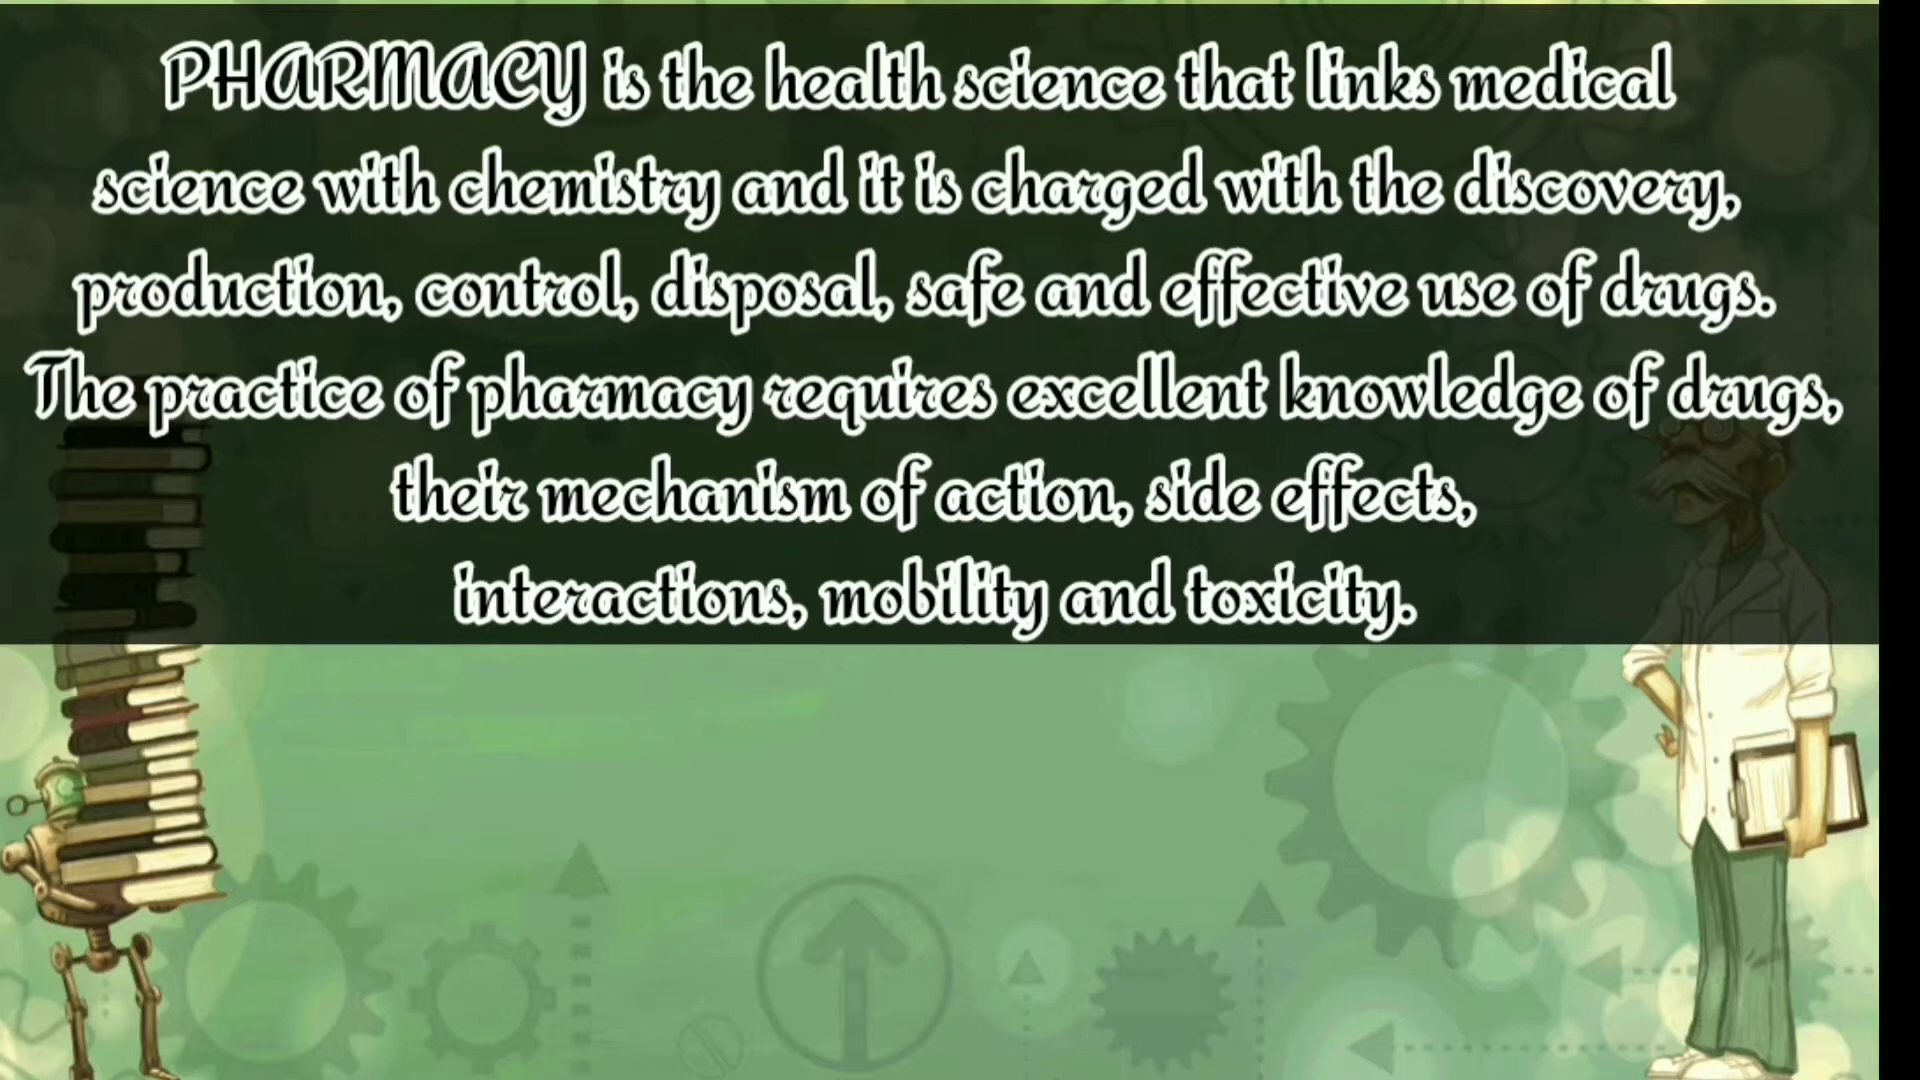 PHARMACY is the health science that links medical
science with chemistry and it is charged with the discovery,
production, control, disposal, safe and effective use of drugs.
The practice of pharmacy requires excellent knowledge of drugs,
their mechanism of action, side effects,
interactions, mobility and toxicity.